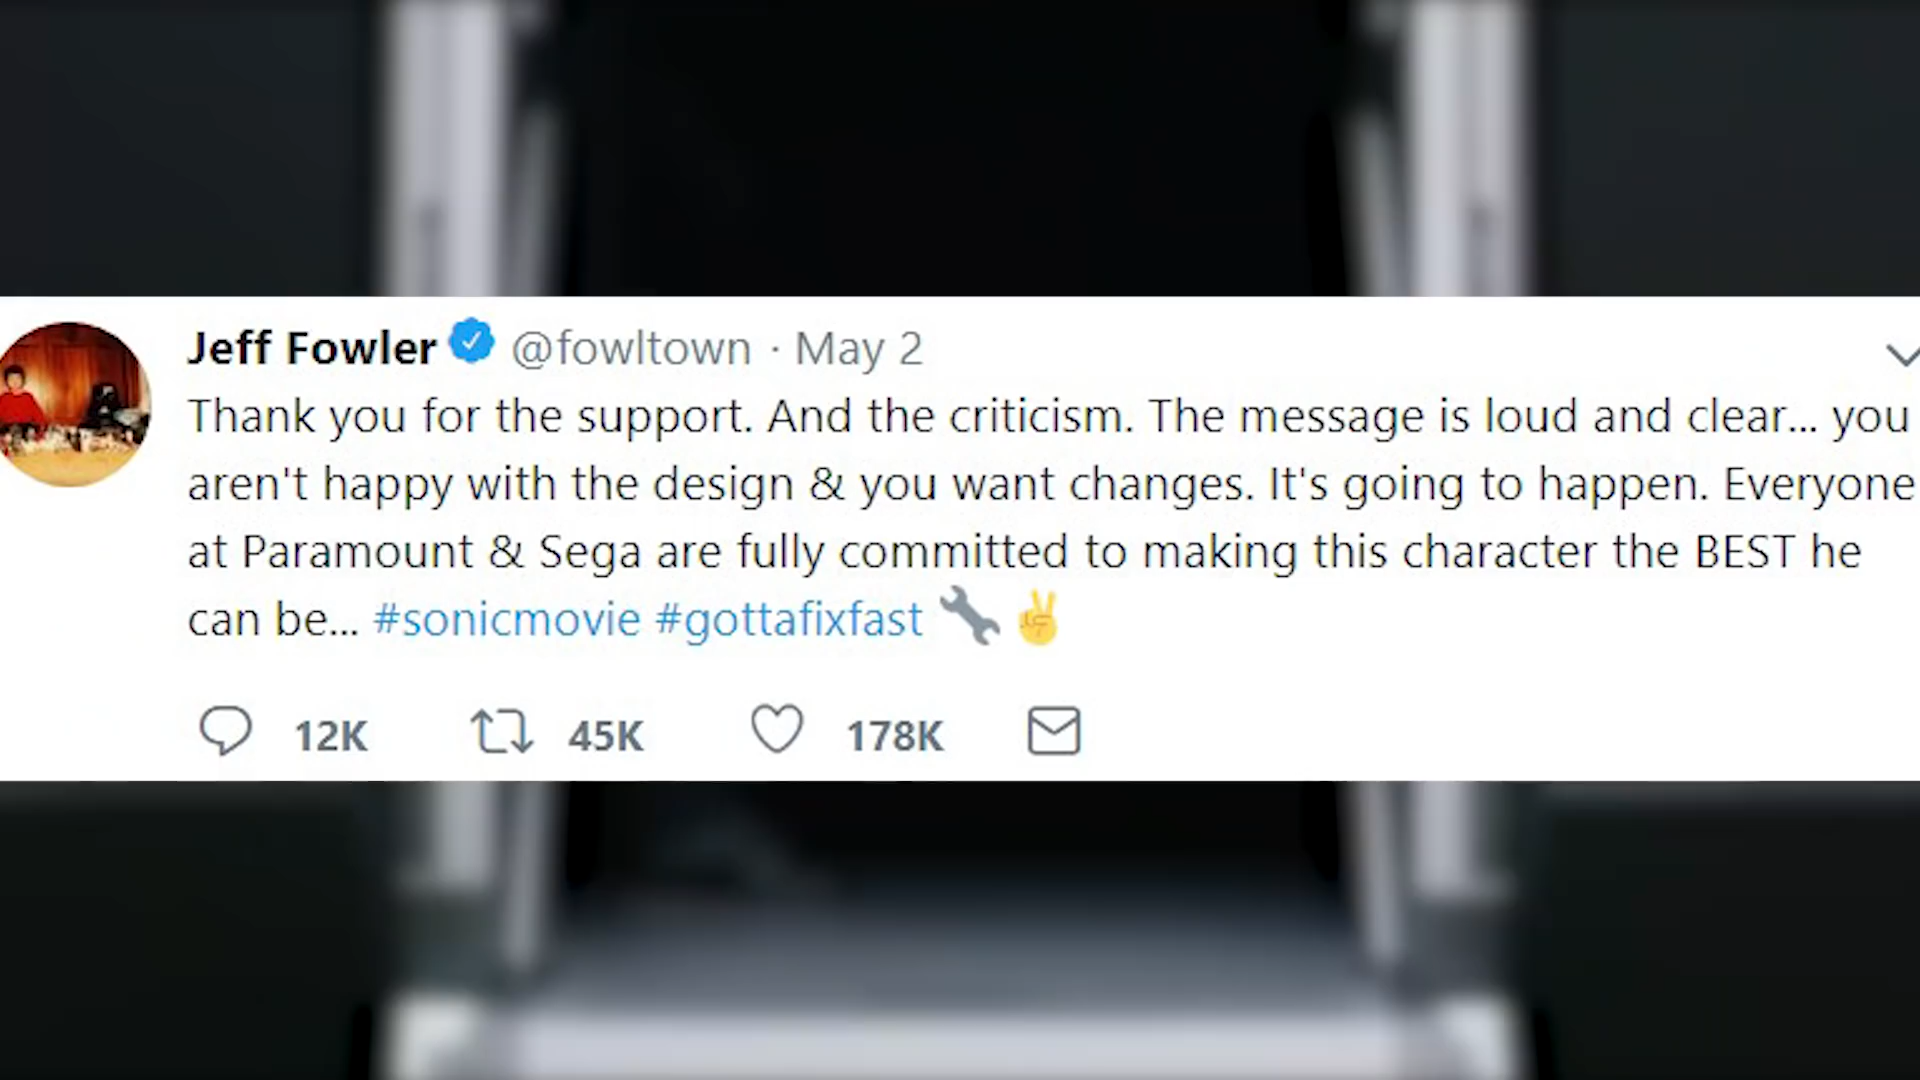 Jeff Fowler @fowltown · May 2
Thank you for the support. And the criticism. The message is loud and clear... you
aren't happy with the design & you want changes. It's going to happen. Everyone
at Paramount & Sega are fully committed to making this character the BEST he
can be... #sonicmovie #gottafixfast 🔧✌️
12K 45K 178K